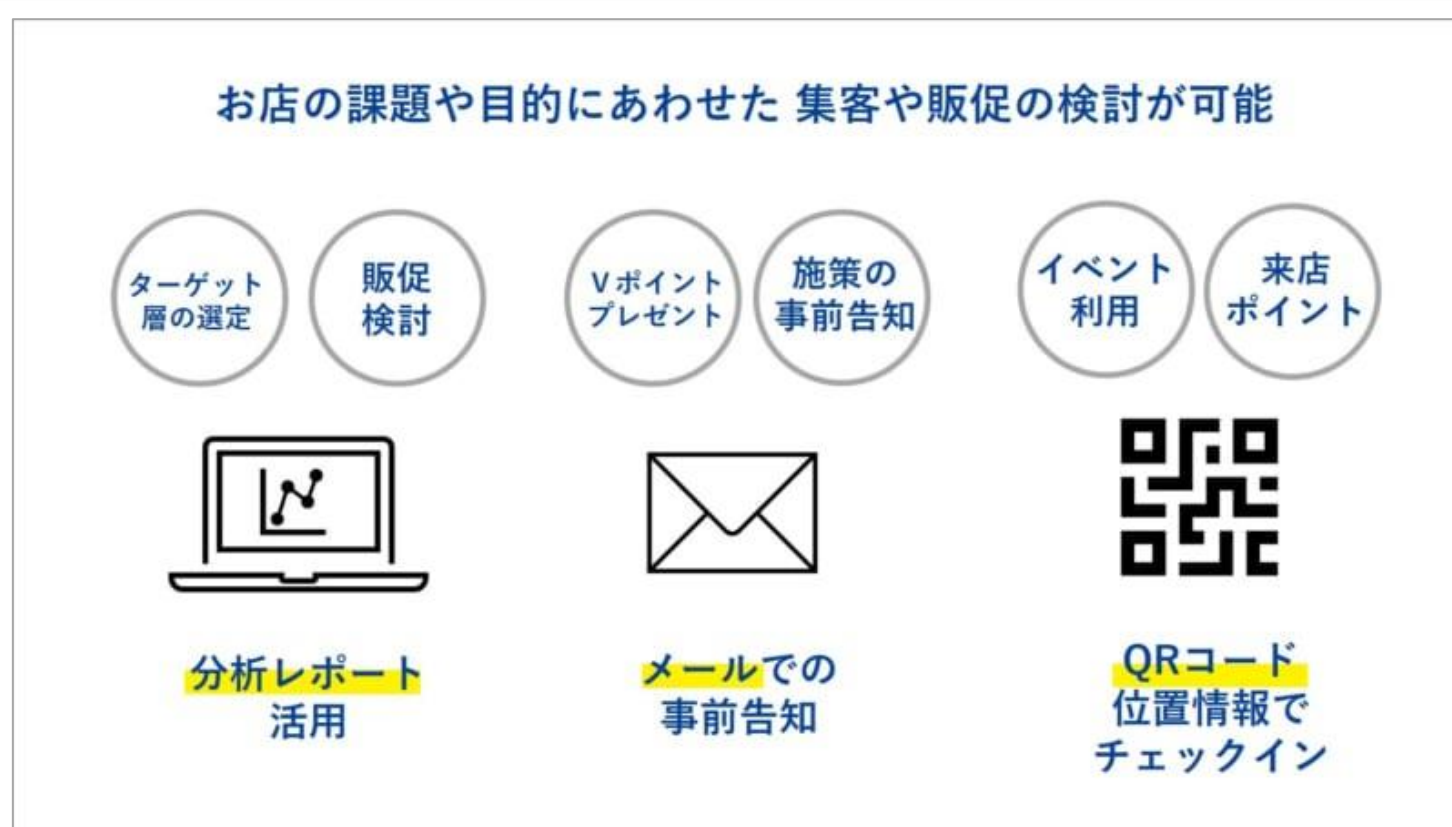 お店の課題や目的にあわせた 集客や販促の検討が可能
ターゲット
層の選定
販促
検討
Vポイント
プレゼント
施策の
事前告知
イベント
利用
来店
ポイント
分析レポート
活用
メールでの
事前告知
QRコード
位置情報で
チェックイン